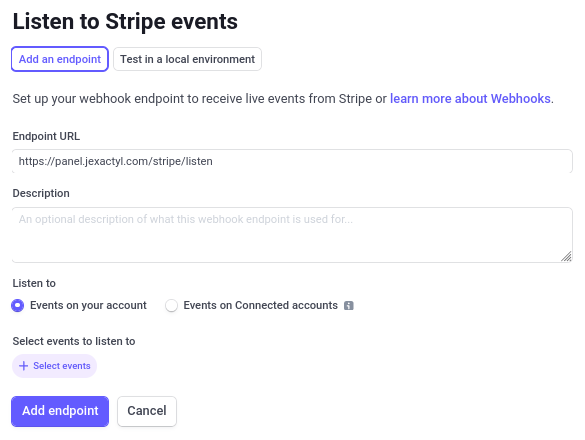 Listen to Stripe events
Add an endpoint
Test in a local environment
Set up your webhook endpoint to receive live events from Stripe or learn more about Webhooks.
Endpoint URL
https://panel.jexactyl.com/stripe/listen
Description
An optional description of what this webhook endpoint is used for...
Listen to
Events on your account
Events on Connected accounts
Select events to listen to
+ Select events
Add endpoint
Cancel